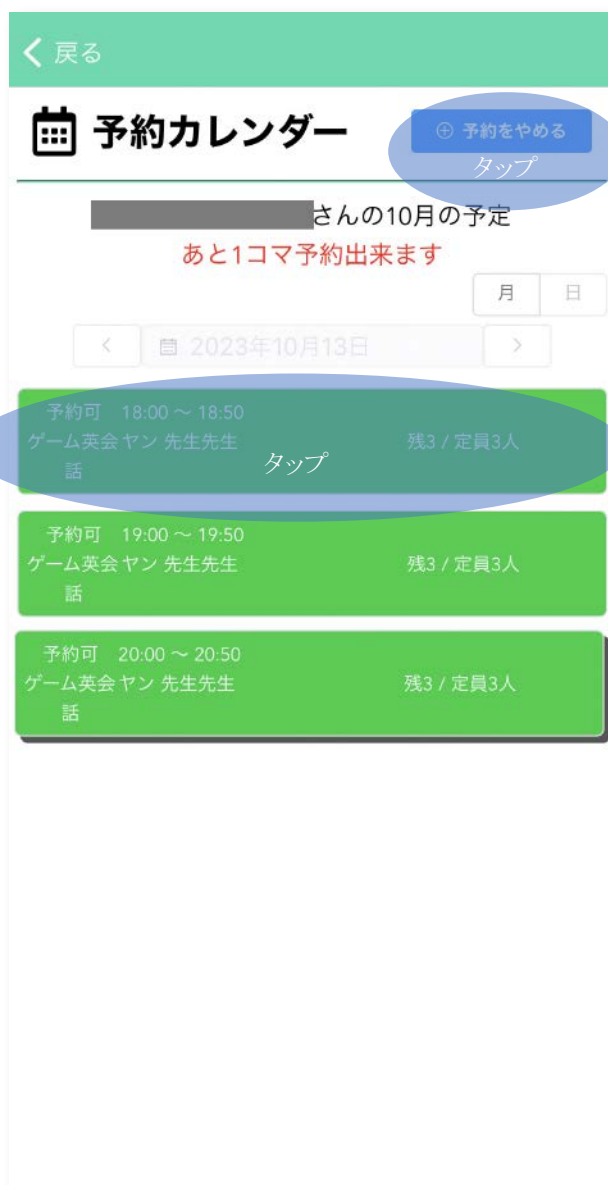 戻る
予約カレンダー
予約をやめる
タップ
さんの10月の予定
あと1コマ予約出来ます
月 日
2023年10月13日
予約可 18:00 ~ 18:50
ゲーム英会 ヤン 先生先生 残3 / 定員3人
話
タップ
予約可 19:00 ~ 19:50
ゲーム英会 ヤン 先生先生 残3 / 定員3人
話
予約可 20:00 ~ 20:50
ゲーム英会 ヤン 先生先生 残3 / 定員3人
話